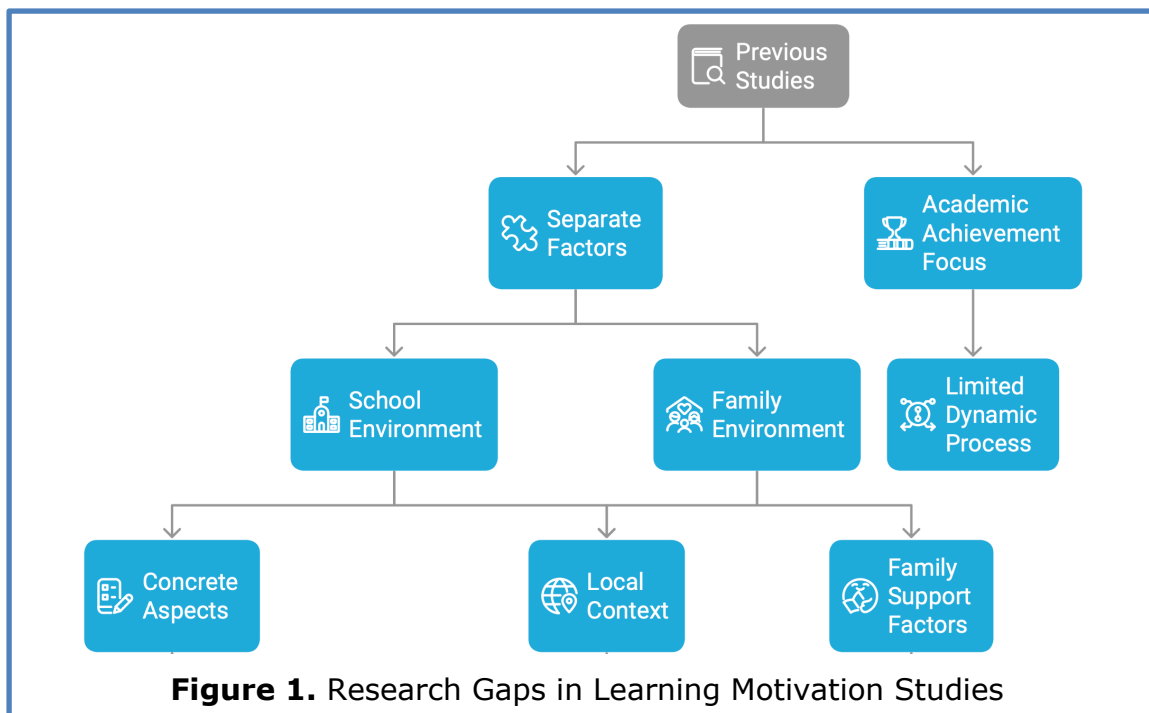 Previous
Studies
Separate
Factors
Academic
Achievement
Focus
School
Environment
Family
Environment
Limited
Dynamic
Process
Concrete
Aspects
Local
Context
Family
Support
Factors
Figure 1. Research Gaps in Learning Motivation Studies